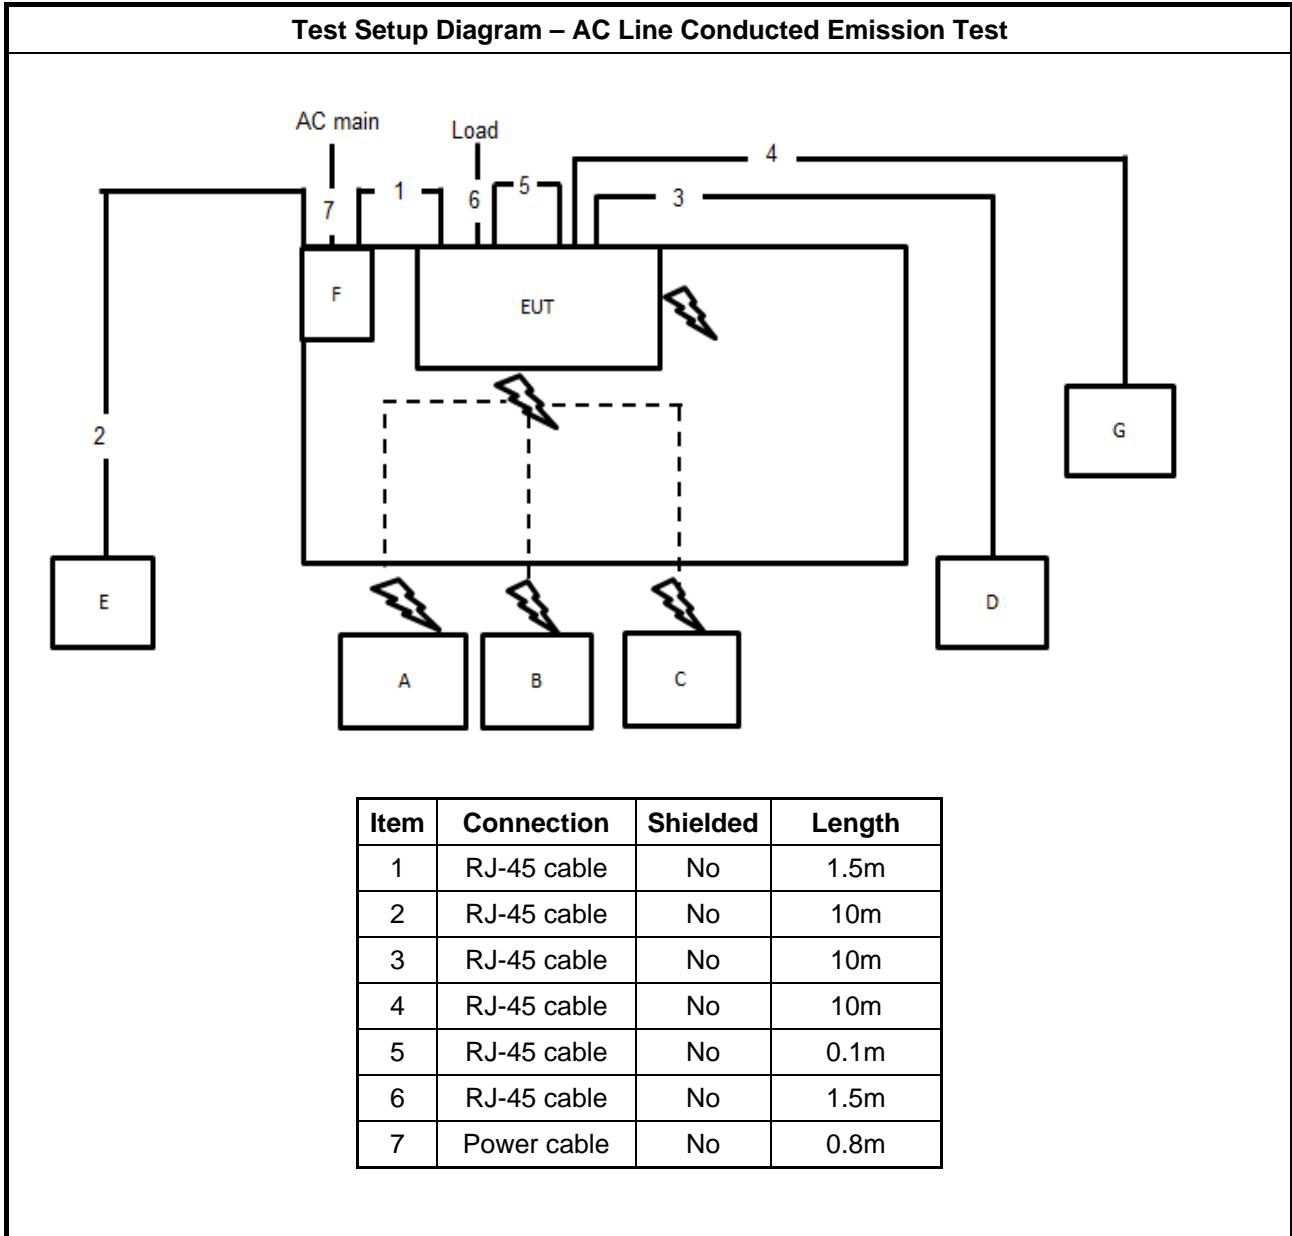 Test Setup Diagram – AC Line Conducted Emission Test
AC main
Load
4
1
5
3
7
6
F
EUT
G
2
E
D
A
B
C
Item Connection Shielded Length
1 RJ-45 cable No 1.5m
2 RJ-45 cable No 10m
3 RJ-45 cable No 10m
4 RJ-45 cable No 10m
5 RJ-45 cable No 0.1m
6 RJ-45 cable No 1.5m
7 Power cable No 0.8m